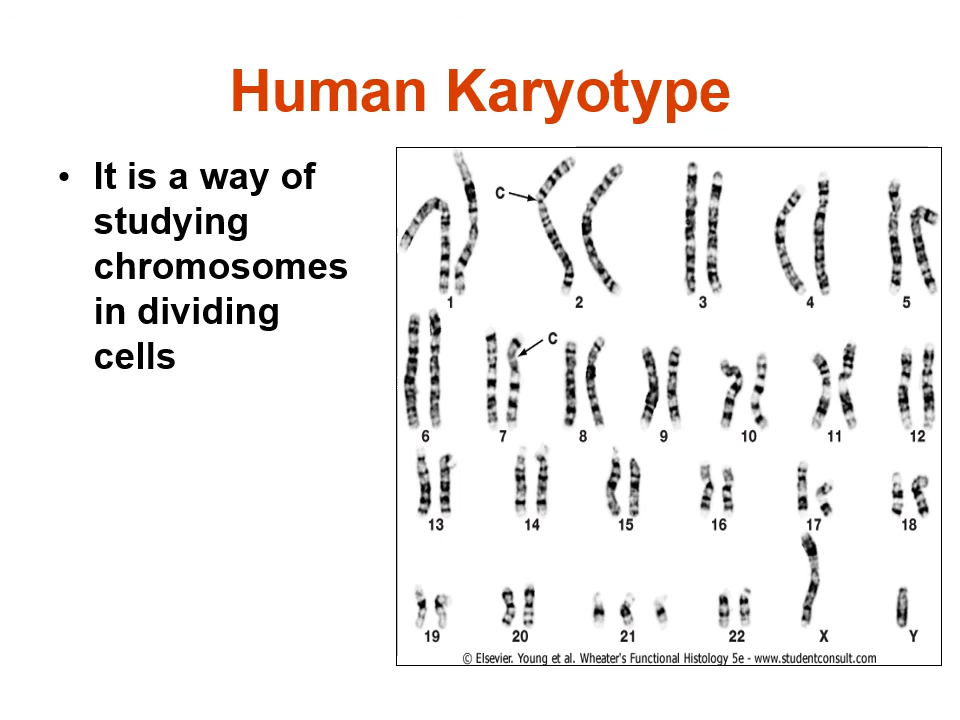 Human Karyotype
• It is a way of
studying
chromosomes
in dividing
cells
C
1 2 3 4 5
C
6 7 8 9 10 11 12
13 14 15 16 17 18
19 20 21 22 X Y
© Elsevier. Young et al. Wheater's Functional Histology 5e - www.studentconsult.com